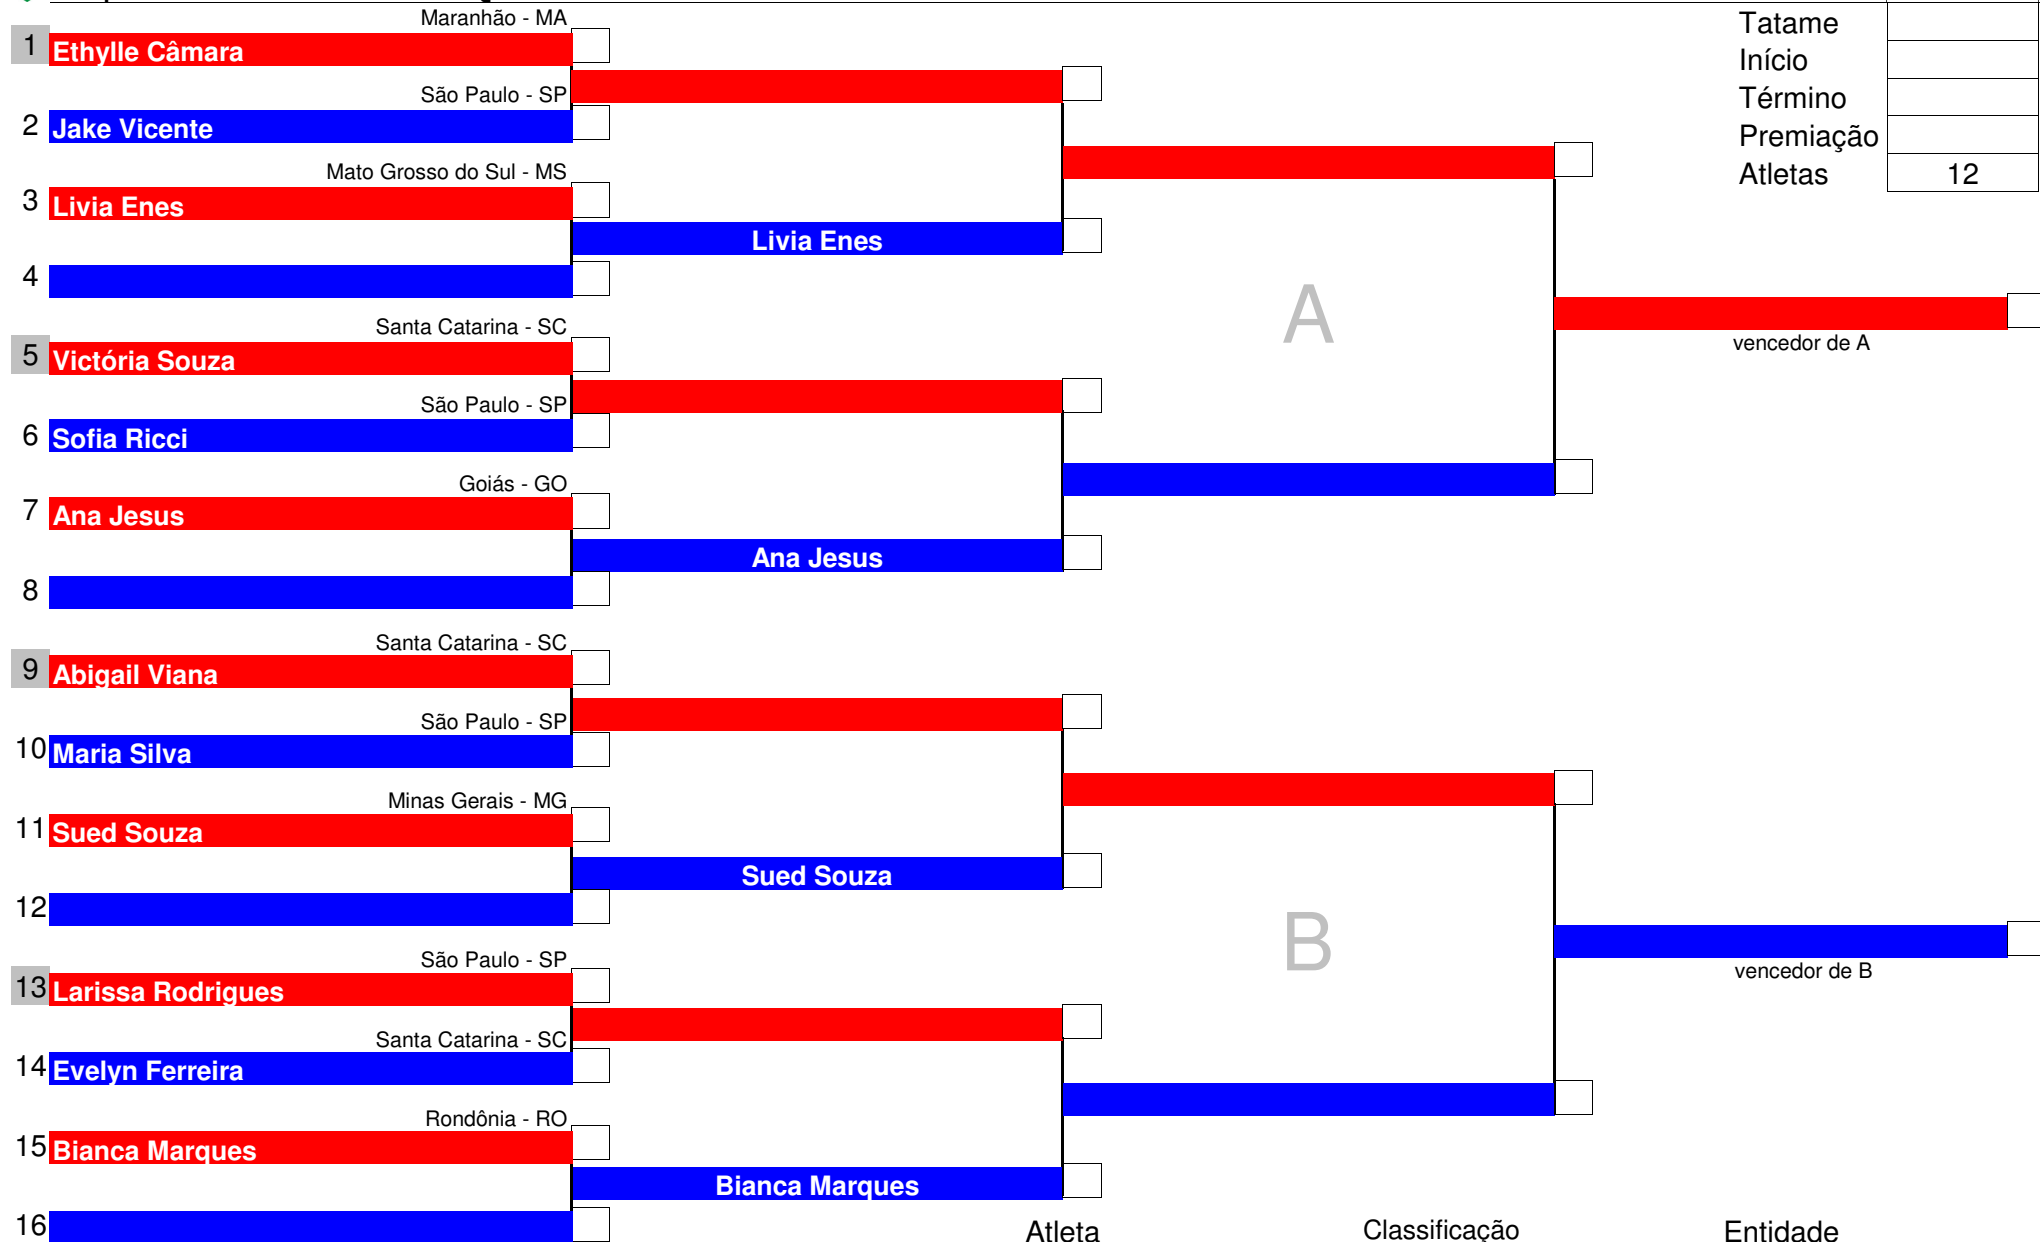 Maranhão - MA
Tatame
1 Ethylle Câmara
Início
São Paulo - SP
Término
2 Jake Vicente
Premiação
Mato Grosso do Sul - MS
Atletas 12
3 Livia Enes
Livia Enes
4
A
Santa Catarina - SC
vencedor de A
5 Victória Souza
São Paulo - SP
6 Sofia Ricci
Goiás - GO
7 Ana Jesus
Ana Jesus
8
Santa Catarina - SC
9 Abigail Viana
São Paulo - SP
10 Maria Silva
Minas Gerais - MG
11 Sued Souza
Sued Souza
12
B
São Paulo - SP
vencedor de B
13 Larissa Rodrigues
Santa Catarina - SC
14 Evelyn Ferreira
Rondônia - RO
15 Bianca Marques
Bianca Marques
16
Atleta Classificação Entidade